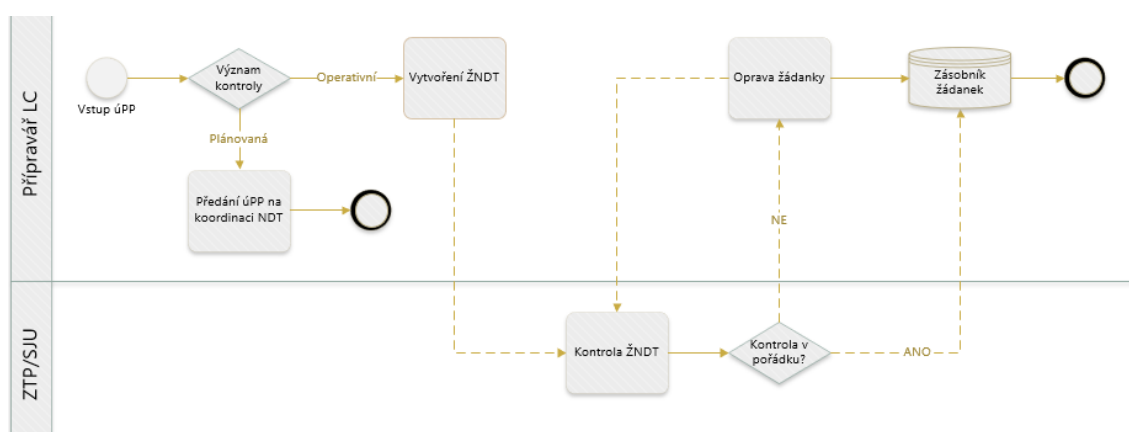 Přípravář LC
Vstup úPP
Význam
kontroly
Operativní
Vytvoření ŽNDT
Plánovaná
Předání úPP na
koordinaci NDT
Oprava žádanky
Zásobník
žádanek
NE
ZTP/SJU
Kontrola ŽNDT
Kontrola v
pořádku?
ANO